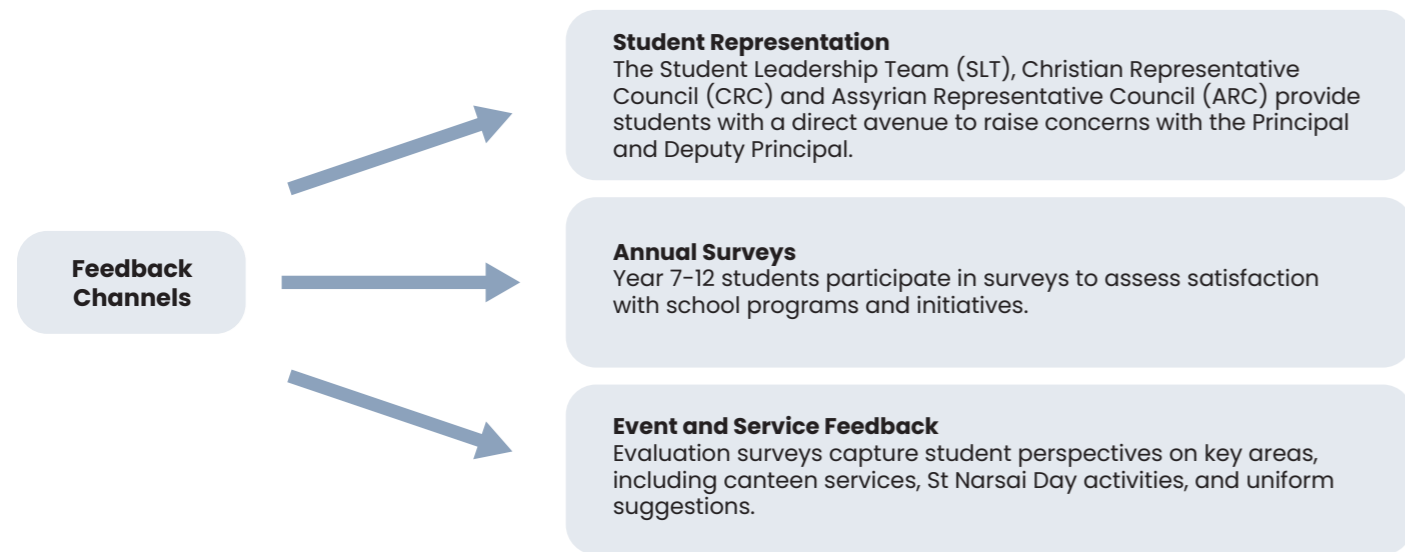 Feedback
Channels
Student Representation
The Student Leadership Team (SLT), Christian Representative
Council (CRC) and Assyrian Representative Council (ARC) provide
students with a direct avenue to raise concerns with the Principal
and Deputy Principal.
Annual Surveys
Year 7-12 students participate in surveys to assess satisfaction
with school programs and initiatives.
Event and Service Feedback
Evaluation surveys capture student perspectives on key areas,
including canteen services, St Narsai Day activities, and uniform
suggestions.